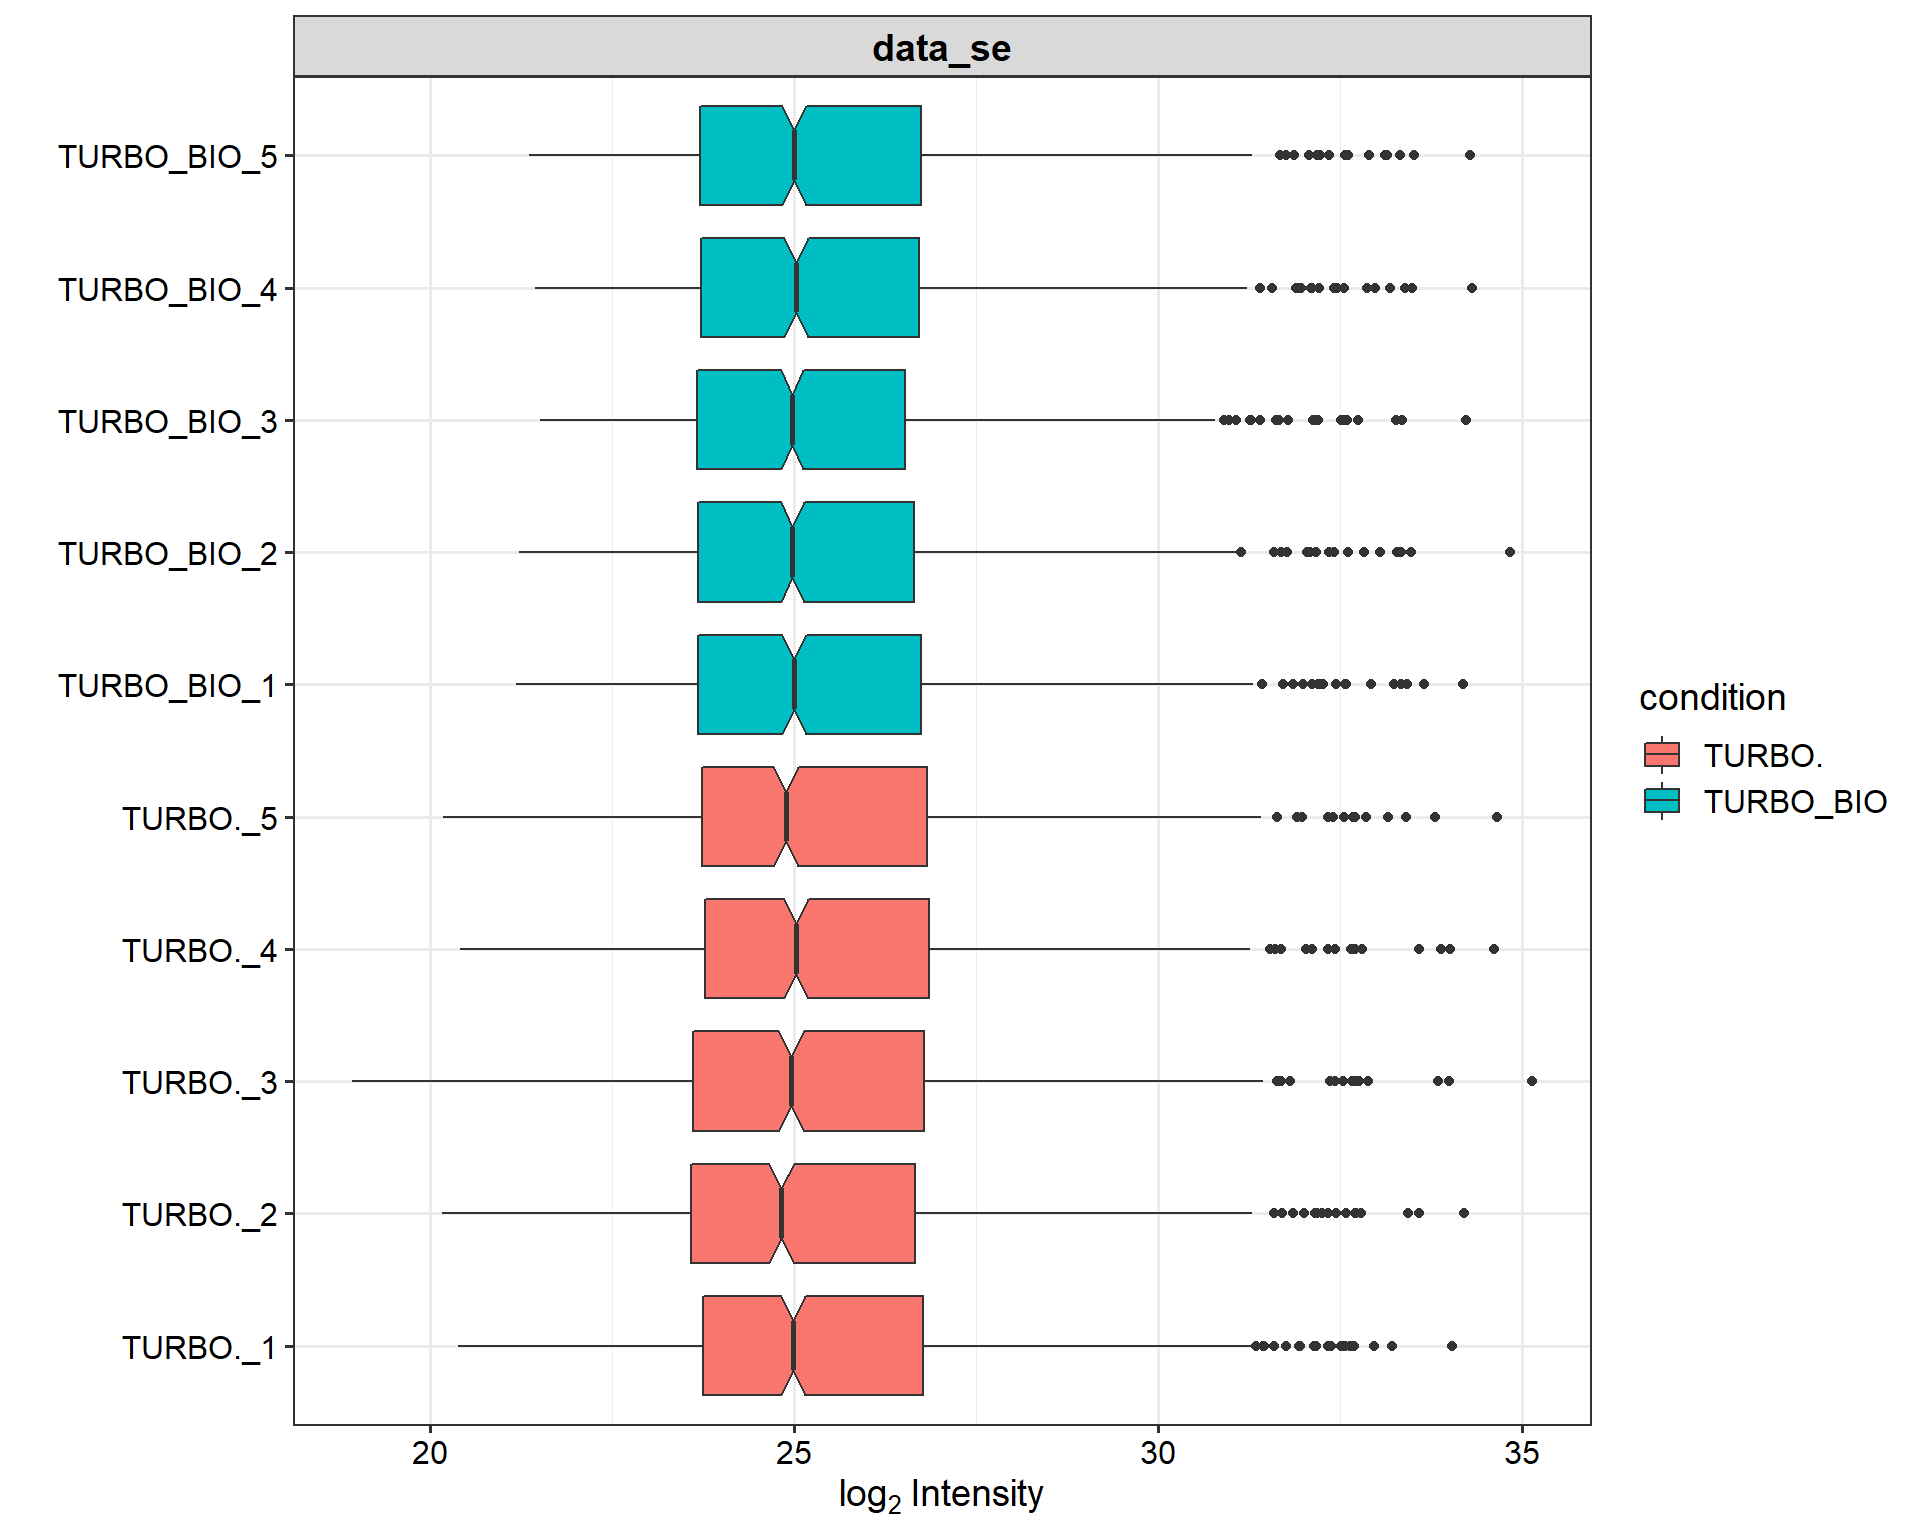 data_se
TURBO_BIO_5
TURBO_BIO_4
TURBO_BIO_3
TURBO_BIO_2
TURBO_BIO_1
TURBO._5
TURBO._4
TURBO._3
TURBO._2
TURBO._1
20 25 30 35
log₂ Intensity
condition
TURBO.
TURBO_BIO